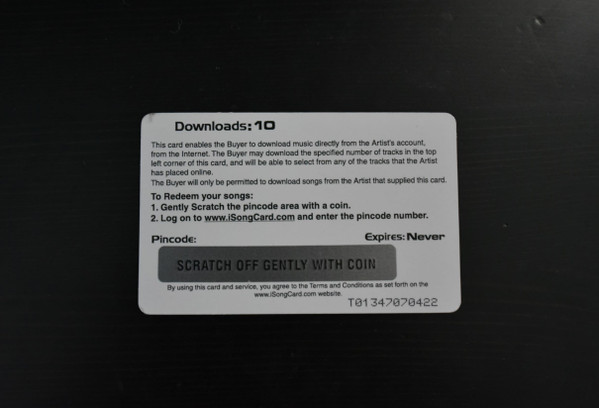 Downloads: 10
This card enables the Buyer to download music directly from the Artist's account,
from the Internet. The Buyer may download the specified number of tracks in the top
left corner of this card, and will be able to select from any of the tracks that the Artist
has placed online.
The Buyer will only be permitted to download songs from the Artist that supplied this card.
To Redeem your songs:
1. Gently Scratch the pincode area with a coin.
2. Log on to www.iSongCard.com and enter the pincode number.
Pincode: Expires: Never
SCRATCH OFF GENTLY WITH COIN
By using this card and service, you agree to the Terms and Conditions as set forth on the
www.iSongCard.com website.
T01347070422